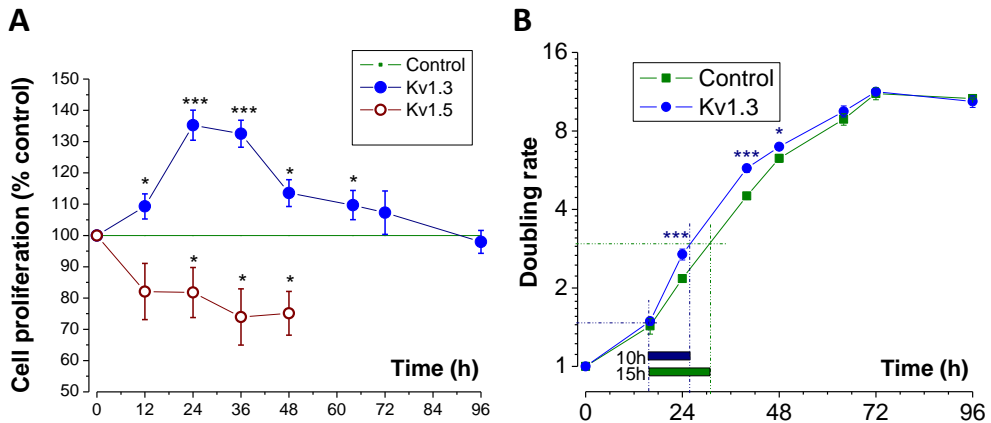 A
Cell proliferation (% control)
150
140
130
120
110
100
90
80
70
60
50
Control
Kv1.3
Kv1.5
*
***
***
*
*
*
*
*
Time (h)
0 12 24 36 48 60 72 84 96
B
Doubling rate
16
8
4
2
1
Control
Kv1.3
***
***
*
10h
15h
Time (h)
0 24 48 72 96